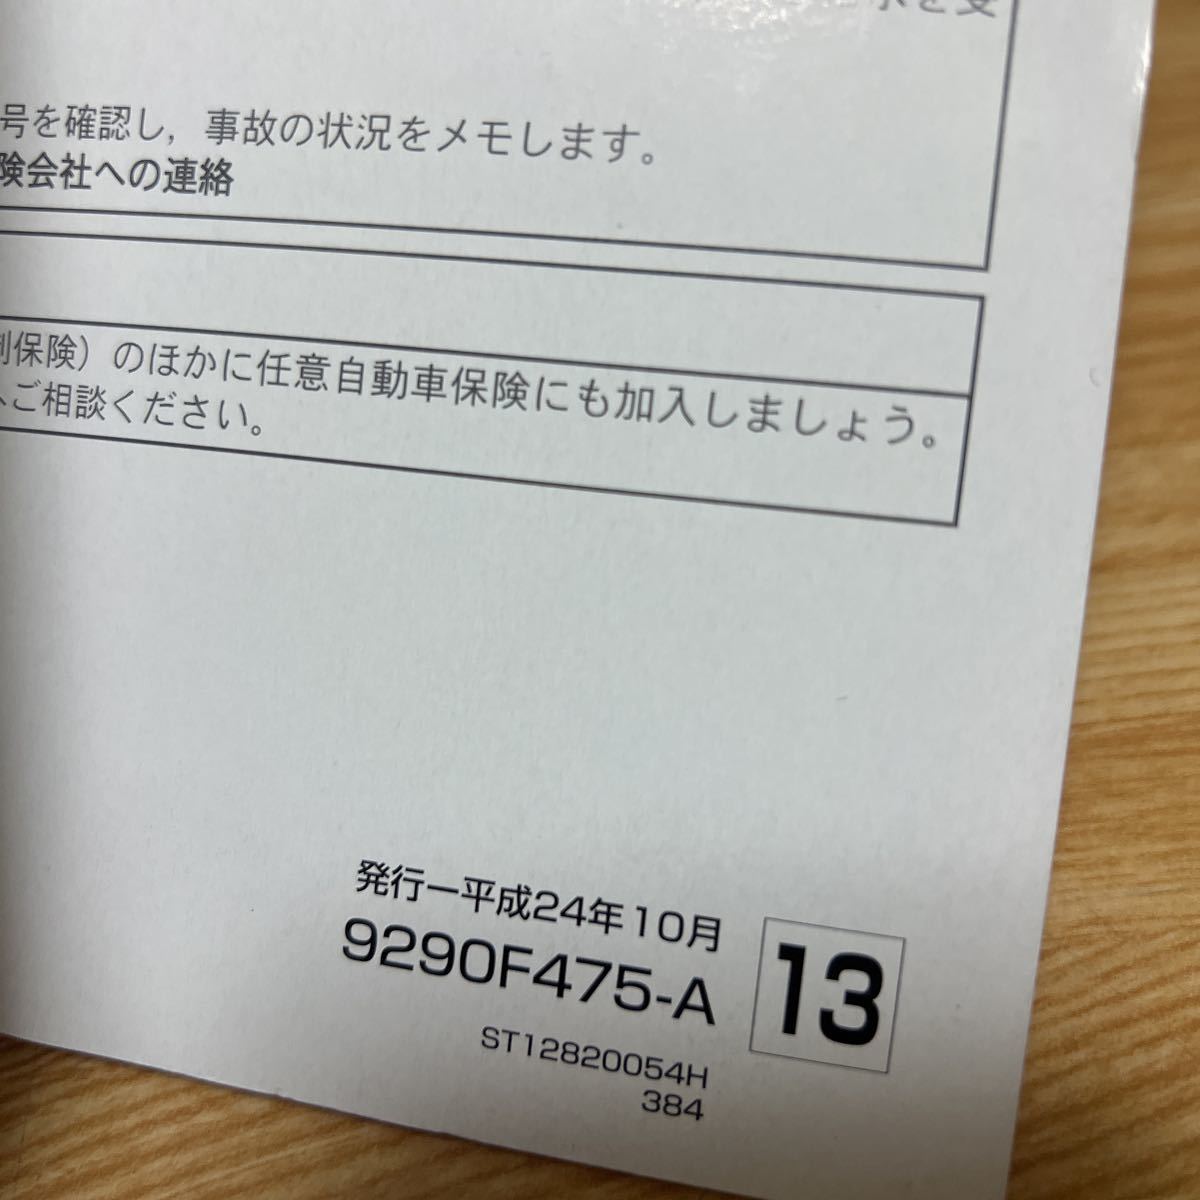 を受
号を確認し,事故の状況をメモします。
険会社への連絡
保険)のほかに任意自動車保険にも加入しましょう。
ご相談ください。
発行ー平成24年10月
9290F475-A
13
ST12820054H
384